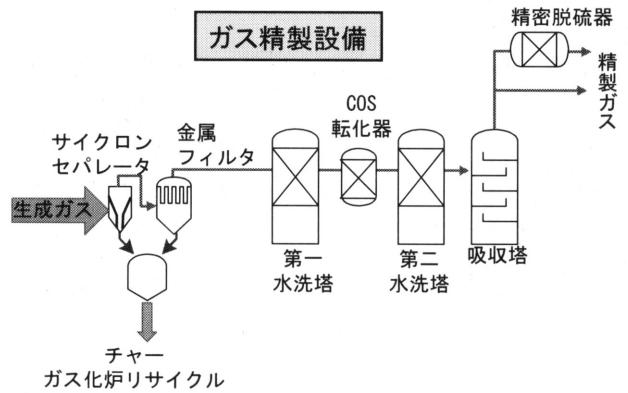 ガス精製設備
精密脱硫器
精製ガス
COS
転化器
サイクロン
セパレータ
金属
フィルタ
生成ガス
第一
水洗塔
第二
水洗塔
吸収塔
チャー
ガス化炉リサイクル